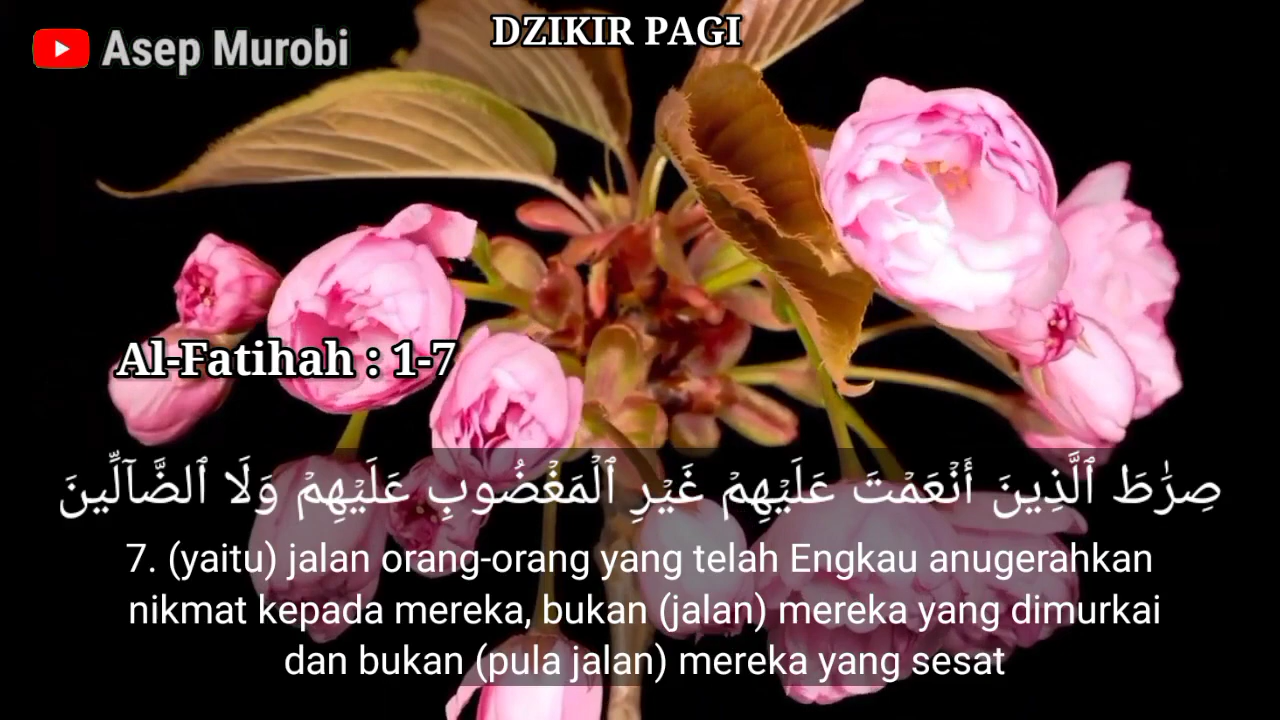 DZIKIR PAGI
Asep Murobi
Al-Fatihah : 1-7
صِرَٰطَ ٱلَّذِينَ أَنْعَمْتَ عَلَيْهِمْ غَيْرِ ٱلْمَغْضُوبِ عَلَيْهِمْ وَلَا ٱلضَّآلِّينَ
7. (yaitu) jalan orang-orang yang telah Engkau anugerahkan
nikmat kepada mereka, bukan (jalan) mereka yang dimurkai
dan bukan (pula jalan) mereka yang sesat